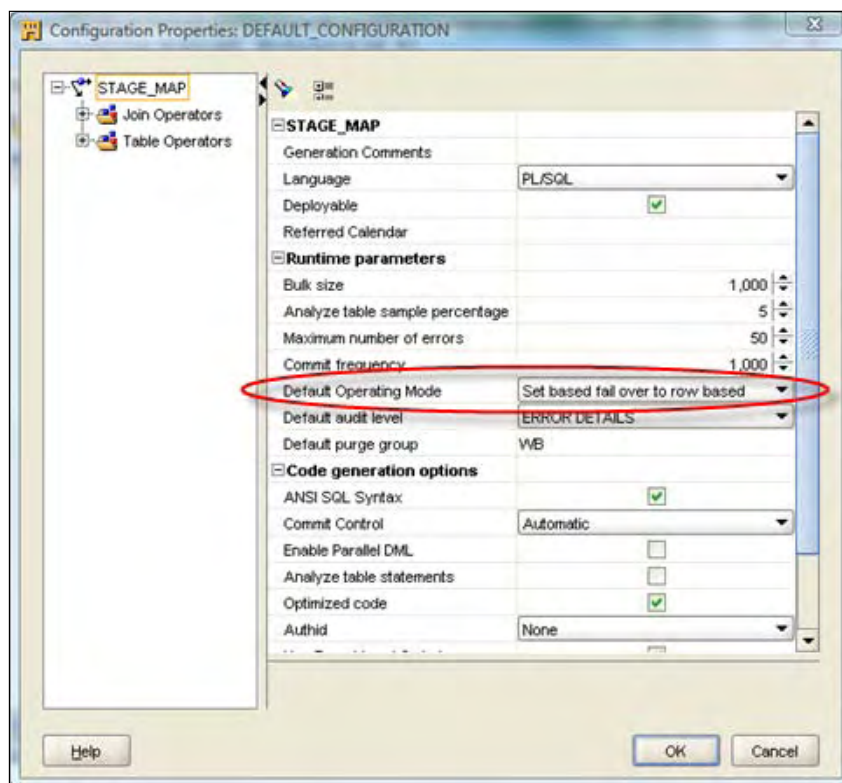 Configuration Properties: DEFAULT_CONFIGURATION
STAGE_MAP
Join Operators
Table Operators
STAGE_MAP
Generation Comments
Language PL/SQL
Deployable
Referred Calendar
Runtime parameters
Bulk size 1,000
Analyze table sample percentage 5
Maximum number of errors 50
Commit frequency 1,000
Default Operating Mode Set based fail over to row based
Default audit level ERROR DETAILS
Default purge group WB
Code generation options
ANSI SQL Syntax
Commit Control Automatic
Enable Parallel DML
Analyze table statements
Optimized code
Authid None
Help OK Cancel